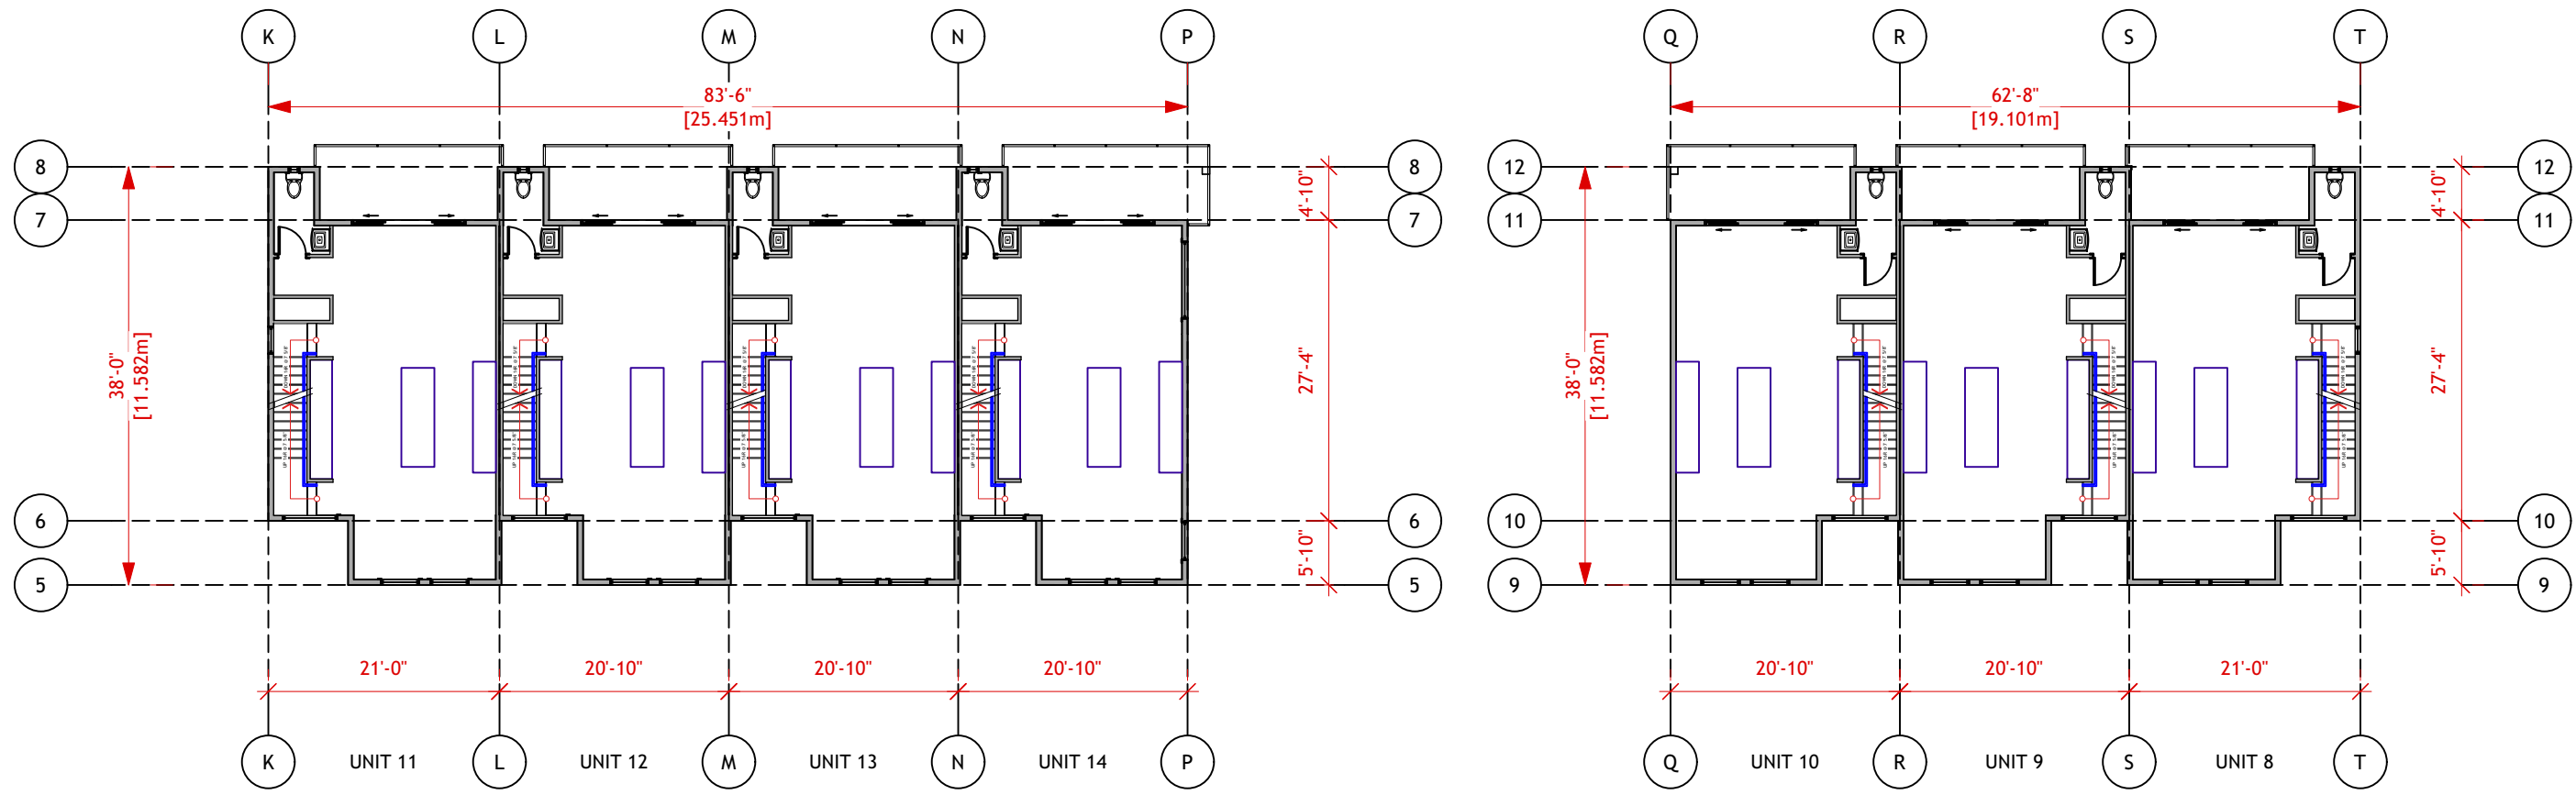 K L M N P Q R S T
83'-6"
[25.451m]
62'-8"
[19.101m]
8 8 12 12
4'-10" 4'-10"
7 7 11 11
38'-0"
[11.582m]
27'-4"
38'-0"
[11.582m]
27'-4"
6 6 10 10
5'-10" 5'-10"
5 5 9 9
21'-0" 20'-10" 20'-10" 20'-10" 20'-10" 20'-10" 21'-0"
K UNIT 11 L UNIT 12 M UNIT 13 N UNIT 14 P Q UNIT 10 R UNIT 9 S UNIT 8 T